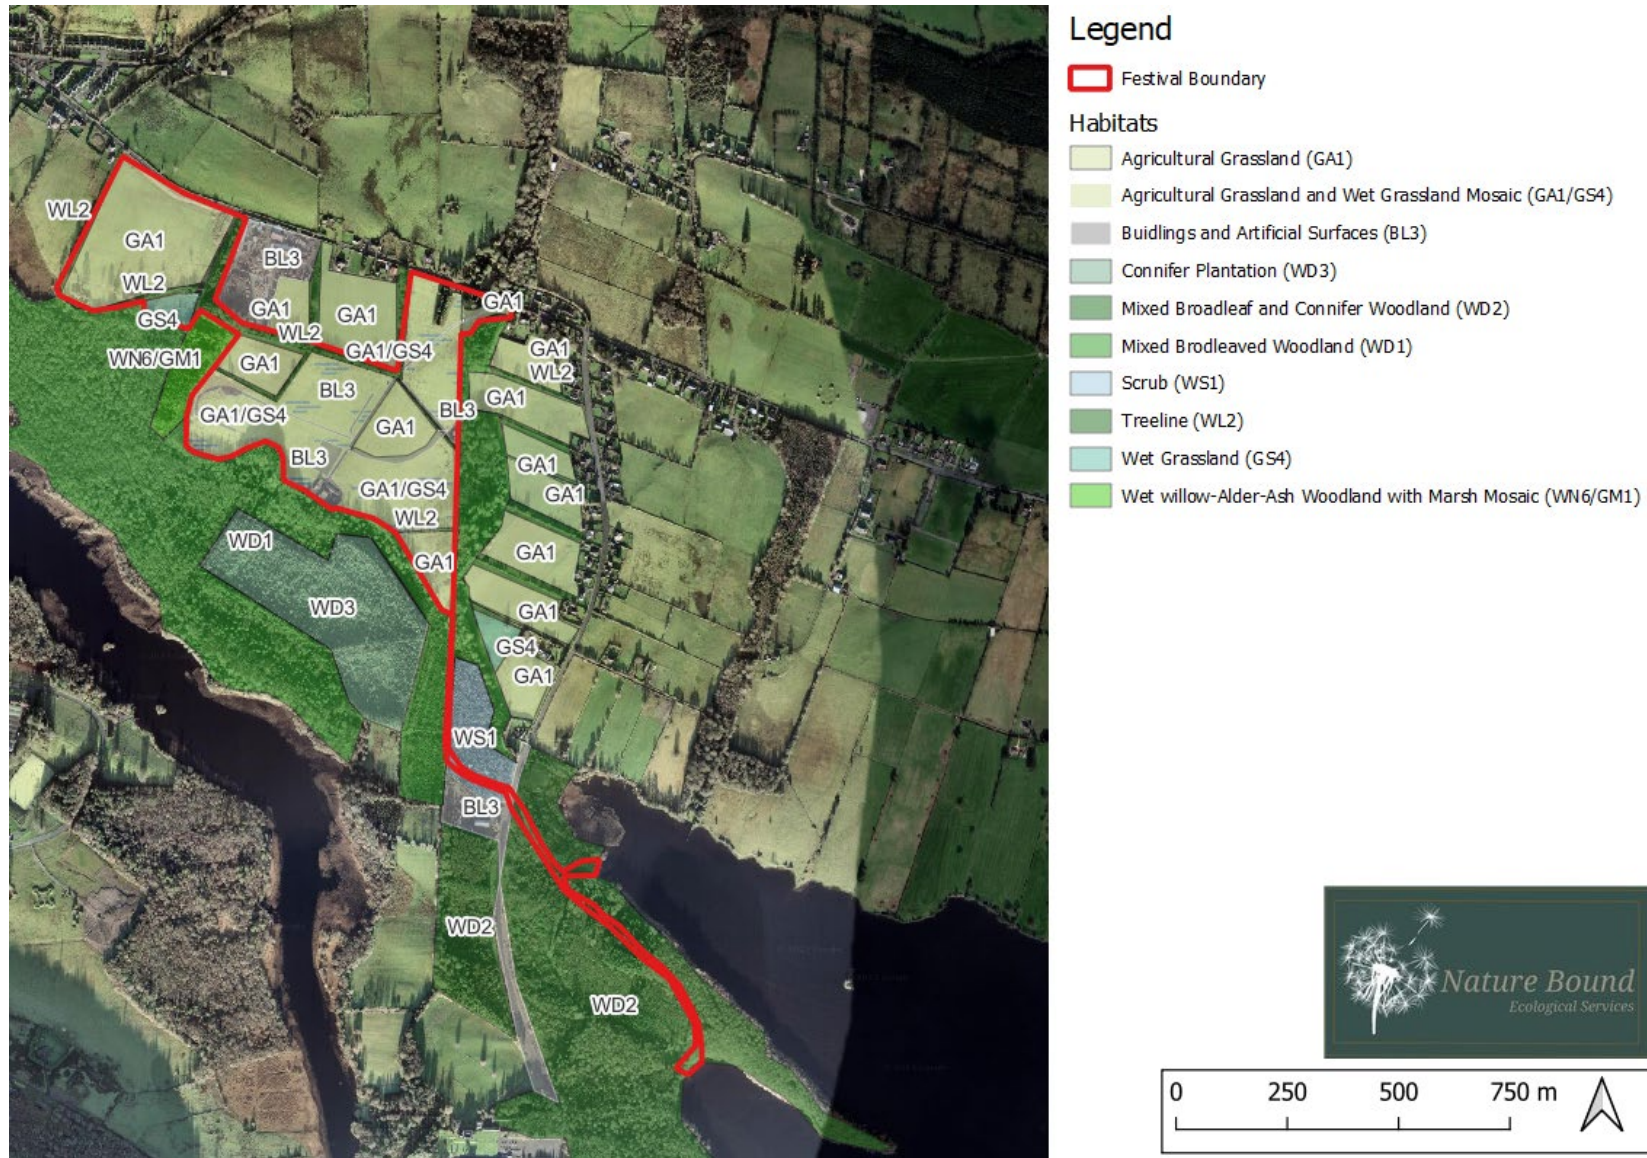 Legend
Festival Boundary
Habitats
Agricultural Grassland (GA1)
Agricultural Grassland and Wet Grassland Mosaic (GA1/GS4)
Buidlings and Artificial Surfaces (BL3)
Connifer Plantation (WD3)
Mixed Broadleaf and Connifer Woodland (WD2)
Mixed Brodleaved Woodland (WD1)
Scrub (WS1)
Treeline (WL2)
Wet Grassland (GS4)
Wet willow-Alder-Ash Woodland with Marsh Mosaic (WN6/GM1)
WL2
GA1
BL3
WL2
GA1
GA1
GA1
GS4
WL2
GA1/GS4
GA1
WN6/GM1
GA1
WL2
BL3
GA1
GA1/GS4
BL3
GA1
BL3
GA1
GA1/GS4
GA1
WL2
WD1
GA1
GA1
WD3
GA1
GS4
GA1
WS1
BL3
WD2
WD2
Nature Bound
Ecological Services
0 250 500 750 m